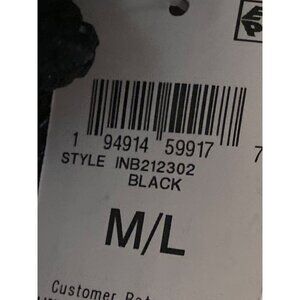 E
P
1 94914 59917 7
STYLE INB212302
BLACK
M/L
Customer